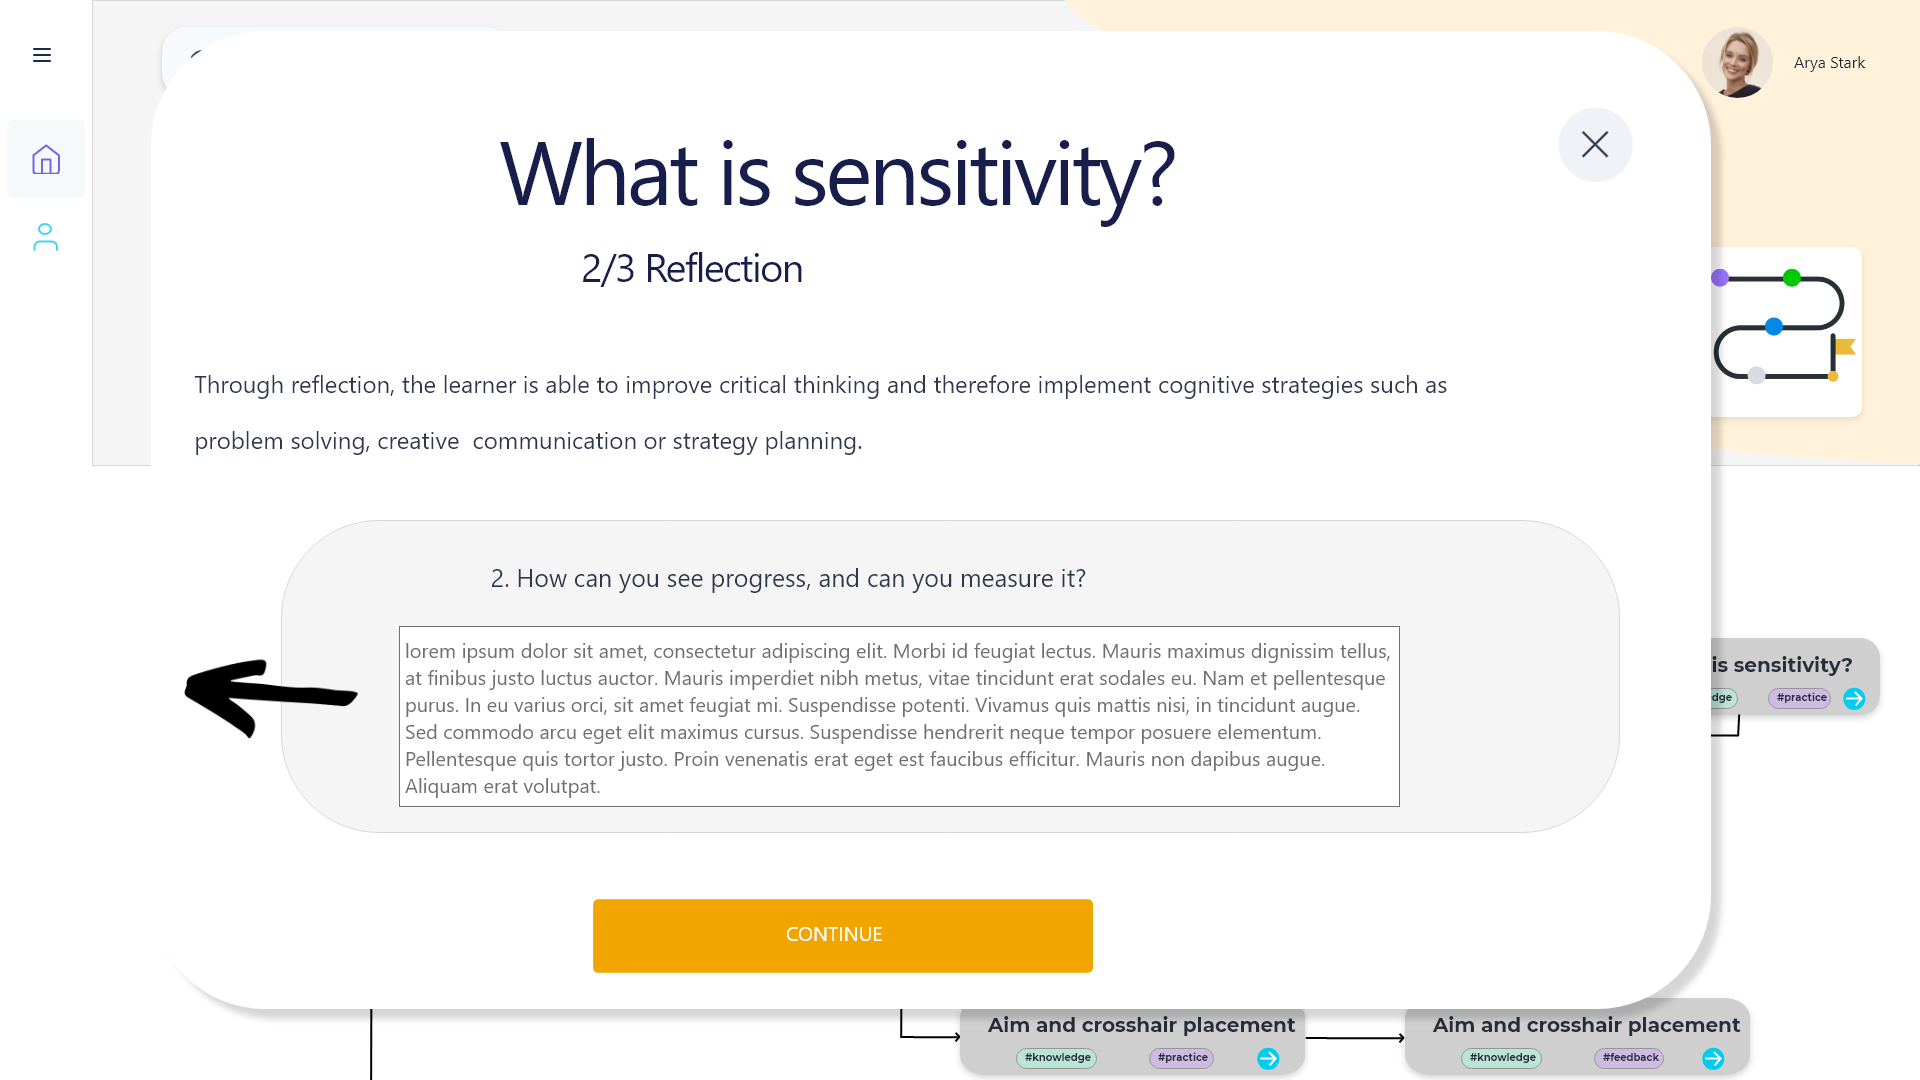 Arya Stark
What is sensitivity?
2/3 Reflection
Through reflection, the learner is able to improve critical thinking and therefore implement cognitive strategies such as
problem solving, creative  communication or strategy planning.
2. How can you see progress, and can you measure it?
lorem ipsum dolor sit amet, consectetur adipiscing elit. Morbi id feugiat lectus. Mauris maximus dignissim tellus,
at finibus justo luctus auctor. Mauris imperdiet nibh metus, vitae tincidunt erat sodales eu. Nam et pellentesque
purus. In eu varius orci, sit amet feugiat mi. Suspendisse potenti. Vivamus quis mattis nisi, in tincidunt augue.
Sed commodo arcu eget elit maximus cursus. Suspendisse hendrerit neque tempor posuere elementum.
Pellentesque quis tortor justo. Proin venenatis erat eget est faucibus efficitur. Mauris non dapibus augue.
Aliquam erat volutpat.
is sensitivity?
dge #practice
CONTINUE
Aim and crosshair placement
#knowledge #practice
Aim and crosshair placement
#knowledge #feedback